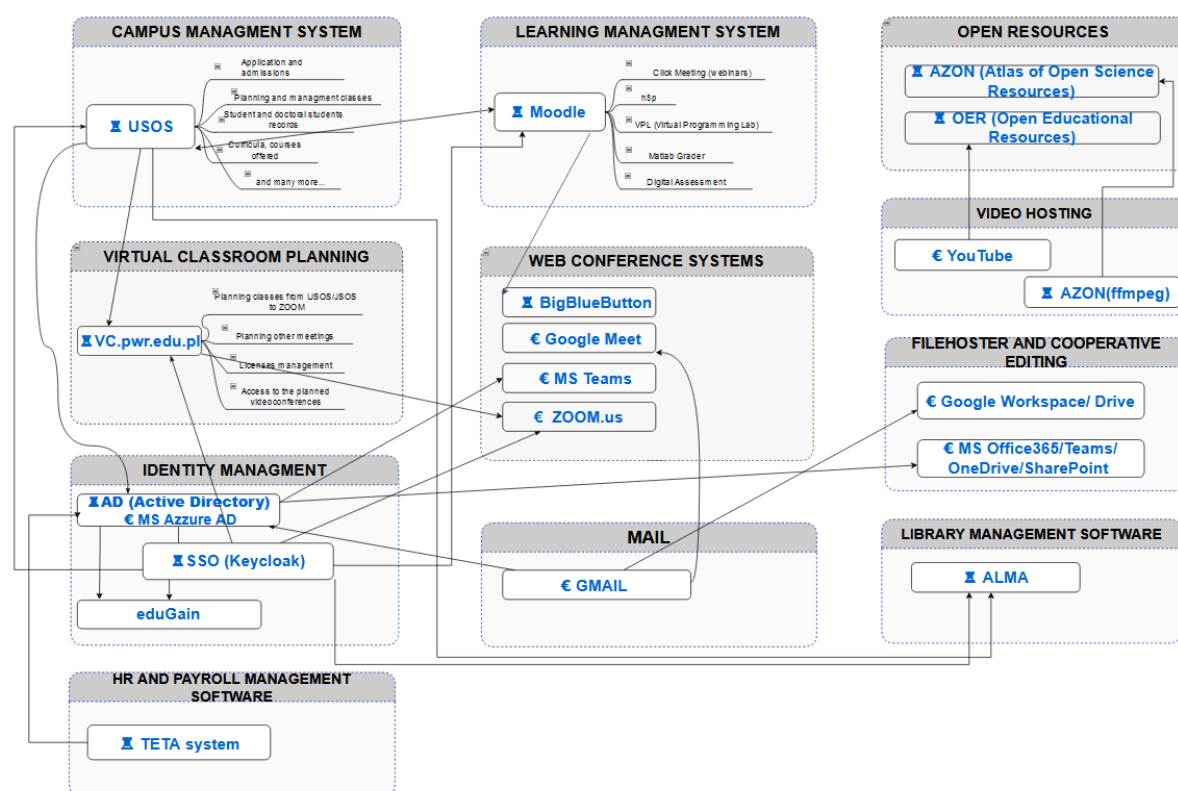 CAMPUS MANAGMENT SYSTEM
Application and
admissions
Planning and managment classes
Student and doctoral students
records
Curricula, courses
offered
and many more...
♜ USOS
LEARNING MANAGMENT SYSTEM
Click Meeting (webinars)
h5p
VPL (Virtual Programming Lab)
Matlab Grader
Digital Assessment
♜ Moodle
OPEN RESOURCES
♜ AZON (Atlas of Open Science
Resources)
♜ OER (Open Educational
Resources)
VIDEO HOSTING
€ YouTube
♜ AZON(ffmpeg)
VIRTUAL CLASSROOM PLANNING
Planning classes from USOS/JSOS
to ZOOM
Planning other meetings
Licenses management
Access to the planned
videoconferences
♜ VC.pwr.edu.pl
WEB CONFERENCE SYSTEMS
♜ BigBlueButton
€ Google Meet
€ MS Teams
€ ZOOM.us
FILEHOSTER AND COOPERATIVE
EDITING
€ Google Workspace/ Drive
€ MS Office365/Teams/
OneDrive/SharePoint
IDENTITY MANAGMENT
♜AD (Active Directory)
€ MS Azzure AD
♜ SSO (Keycloak)
eduGain
MAIL
€ GMAIL
LIBRARY MANAGEMENT SOFTWARE
♜ ALMA
HR AND PAYROLL MANAGEMENT
SOFTWARE
♜ TETA system